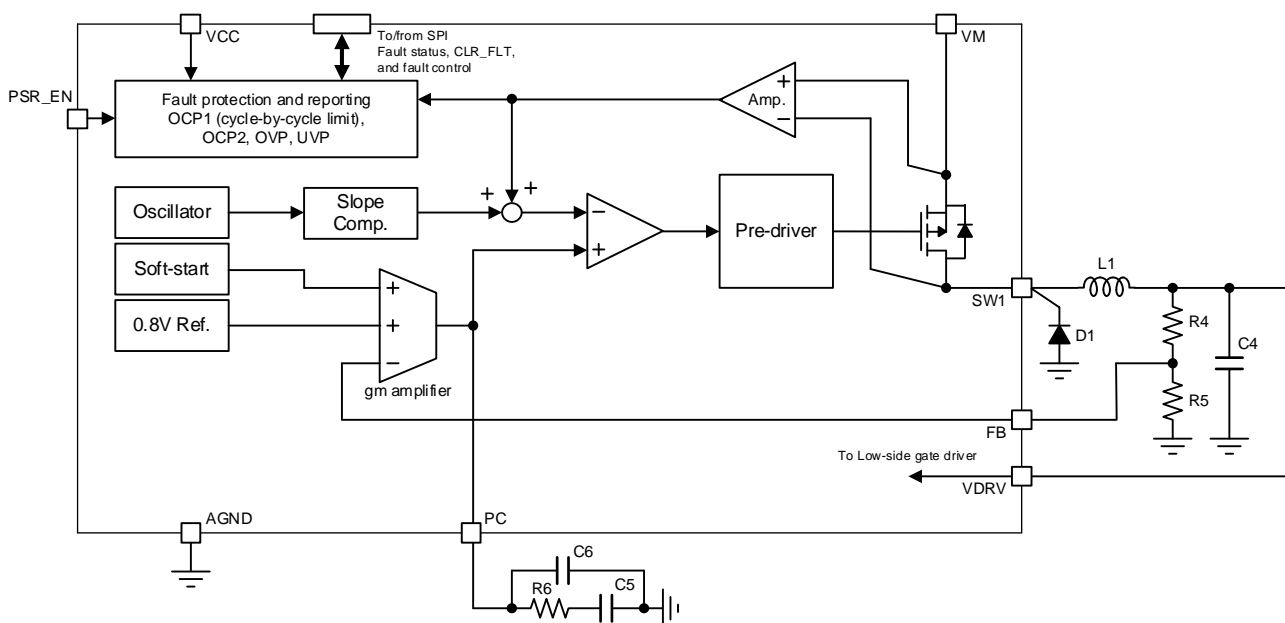 VCC
To/from SPI
Fault status, CLR_FLT,
and fault control
VM
PSR_EN
Fault protection and reporting
OCP1 (cycle-by-cycle limit),
OCP2, OVP, UVP
+
Amp.
−
Oscillator
Slope
Comp.
+
+
−
+
Pre-driver
Soft-start
0.8V Ref.
+
+
−
gm amplifier
SW1
L1
D1
R4
C4
R5
FB
To Low-side gate driver
VDRV
AGND
PC
C6
R6
C5